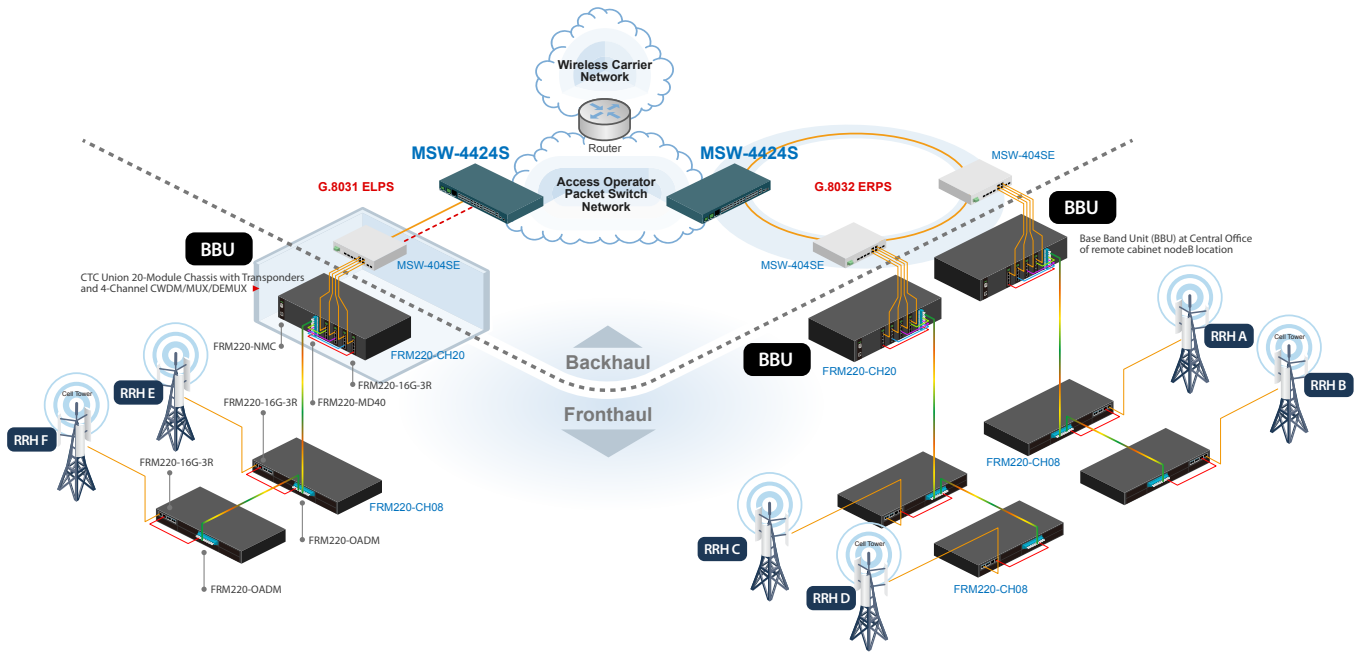 Wireless Carrier
Network
Router
MSW-4424S
MSW-4424S
Access Operator
Packet Switch
Network
G.8031 ELPS
G.8032 ERPS
MSW-404SE
BBU
BBU
Base Band Unit (BBU) at Central Office
of remote cabinet nodeB location
MSW-404SE
MSW-404SE
CTC Union 20-Module Chassis with Transponders
and 4-Channel CWDM/MUX/DEMUX
FRM220-NMC
FRM220-CH20
FRM220-16G-3R
FRM220-MD40
Backhaul
Fronthaul
BBU
FRM220-CH20
RRH A
Cell Tower
RRH B
RRH E
Cell Tower
RRH F
FRM220-16G-3R
FRM220-16G-3R
FRM220-CH08
FRM220-OADM
FRM220-OADM
FRM220-CH08
RRH C
Cell Tower
RRH D
FRM220-CH08